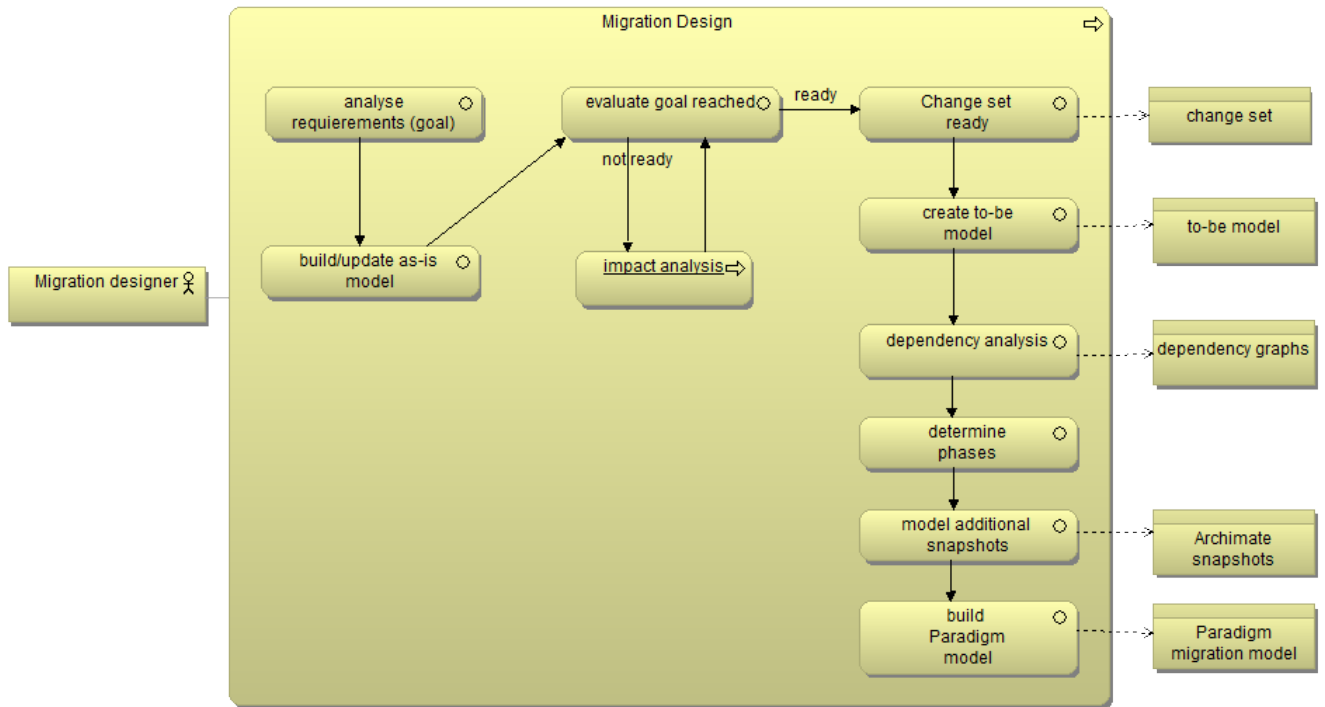 Migration Design
analyse
requierements (goal)
evaluate goal reached
ready
Change set
ready
change set
not ready
create to-be
model
to-be model
build/update as-is
model
impact analysis
Migration designer
dependency analysis
dependency graphs
determine
phases
model additional
snapshots
Archimate
snapshots
build
Paradigm
model
Paradigm
migration model